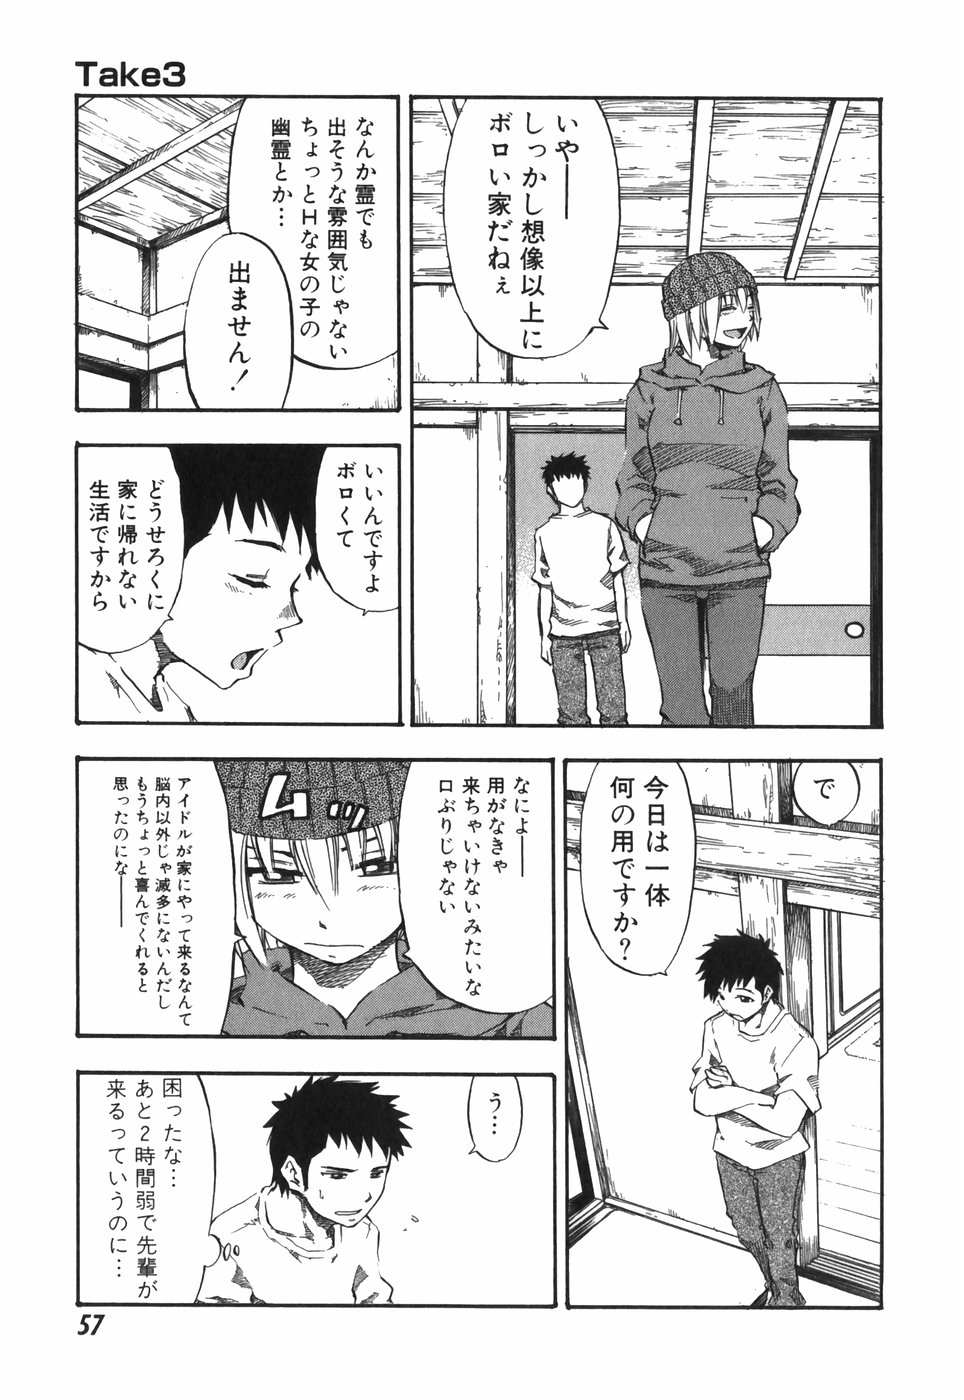 Take3
いやー
しっかし想像以上に
ボロい家だねぇ
なんか霊でも
出そうな雰囲気じゃない
ちょっとHな女の子の
幽霊とか…
出ません!
いいんですよ
ボロくて
どうせろくに
家に帰れない
生活ですから
で
今日は一体
何の用ですか?
なによー
用がなきゃ
来ちゃいけないみたいな
口ぶりじゃない
ムッ
アイドルが家にやって来るなんて
脳内以外じゃ滅多にないんだし
もうちょっと喜んでくれると
思ったのにな――
う…
困ったな…
あと2時間弱で先輩が
来るっていうのに…
57